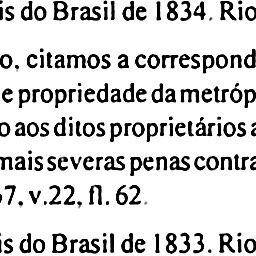 is do Brasil de 1834. Rio
o, citamos a correspond
e propriedade da metróp
o aos ditos proprietários a
mais severas penas contra
67, v.22, fl. 62.
is do Brasil de 1833. Rio